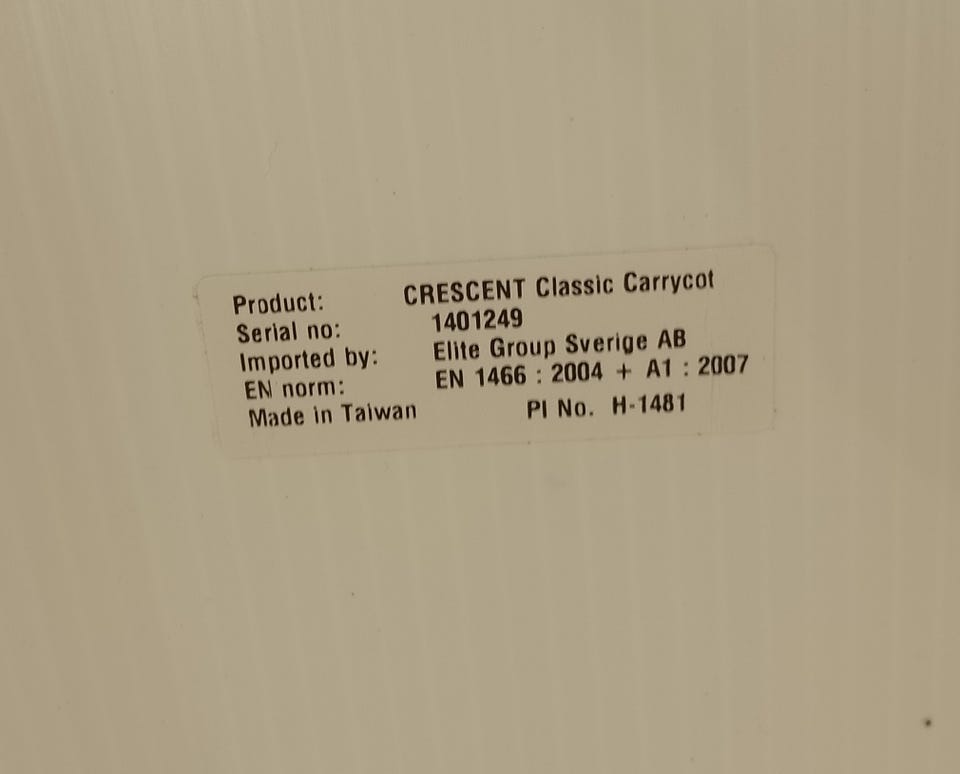 Product: CRESCENT Classic Carrycot
Serial no: 1401249
Imported by: Elite Group Sverige AB
EN norm: EN 1466 : 2004 + A1 : 2007
Made in Taiwan PI No. H-1481